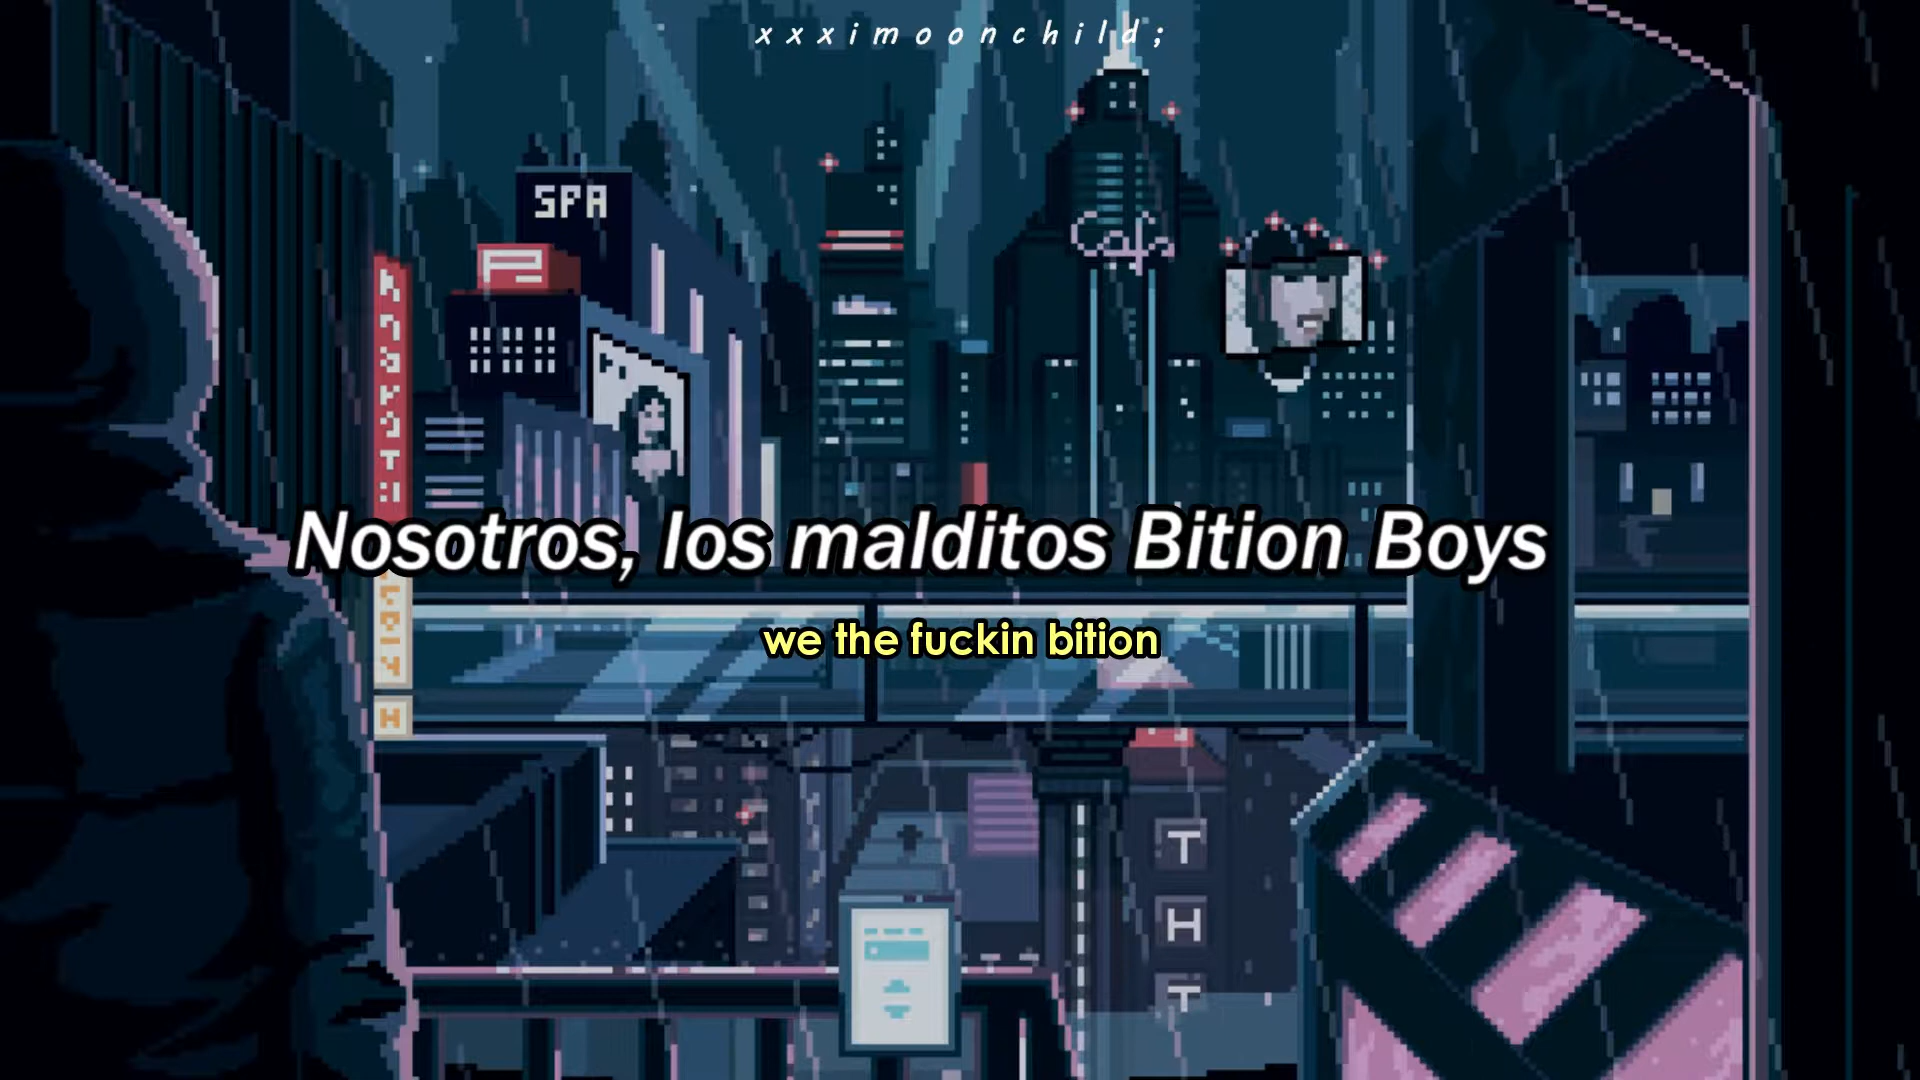 xxximoonchild;
SPA
Cafe
Nosotros, los malditos Bition Boys
we the fuckin bition
H
T
H
T